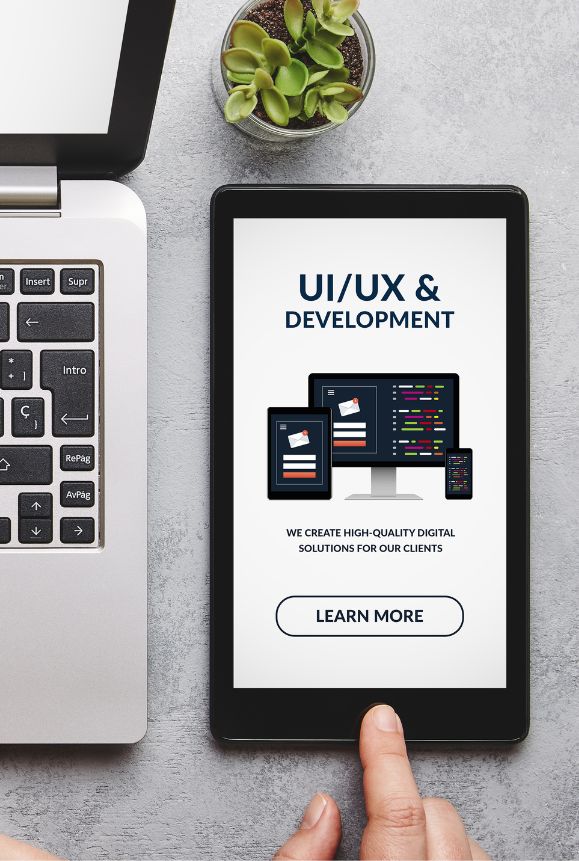 Insert
Supr
Intro
*
+
]
Ç
}
RePág
AvPág
UI/UX &
DEVELOPMENT
WE CREATE HIGH-QUALITY DIGITAL
SOLUTIONS FOR OUR CLIENTS
LEARN MORE